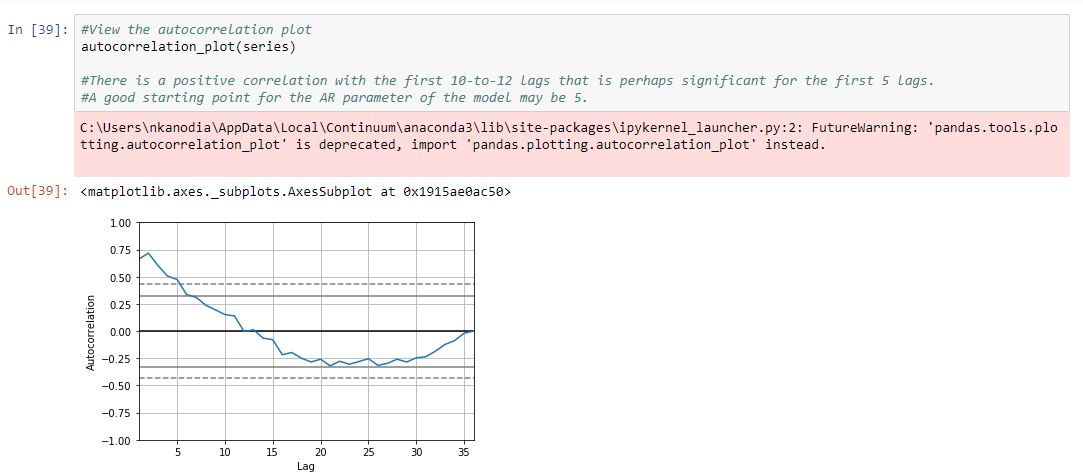 In [39]: #View the autocorrelation plot
autocorrelation_plot(series)
#There is a positive correlation with the first 10-to-12 lags that is perhaps significant for the first 5 lags.
#A good starting point for the AR parameter of the model may be 5.
C:\Users\nkanodia\AppData\Local\Continuum\anaconda3\lib\site-packages\ipykernel_launcher.py:2: FutureWarning: 'pandas.tools.plo
tting.autocorrelation_plot' is deprecated, import 'pandas.plotting.autocorrelation_plot' instead.
Out[39]: <matplotlib.axes._subplots.AxesSubplot at 0x1915ae0ac50>
1.00
0.75
0.50
0.25
0.00
−0.25
−0.50
−0.75
−1.00
Autocorrelation
5 10 15 20 25 30 35
Lag